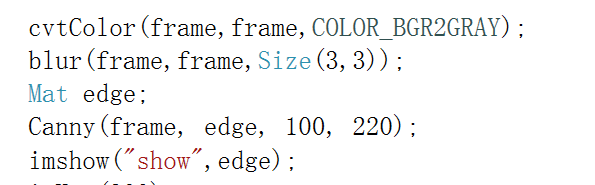 cvtColor(frame,frame,COLOR_BGR2GRAY);
blur(frame,frame,Size(3,3));
Mat edge;
Canny(frame, edge, 100, 220);
imshow("show",edge);